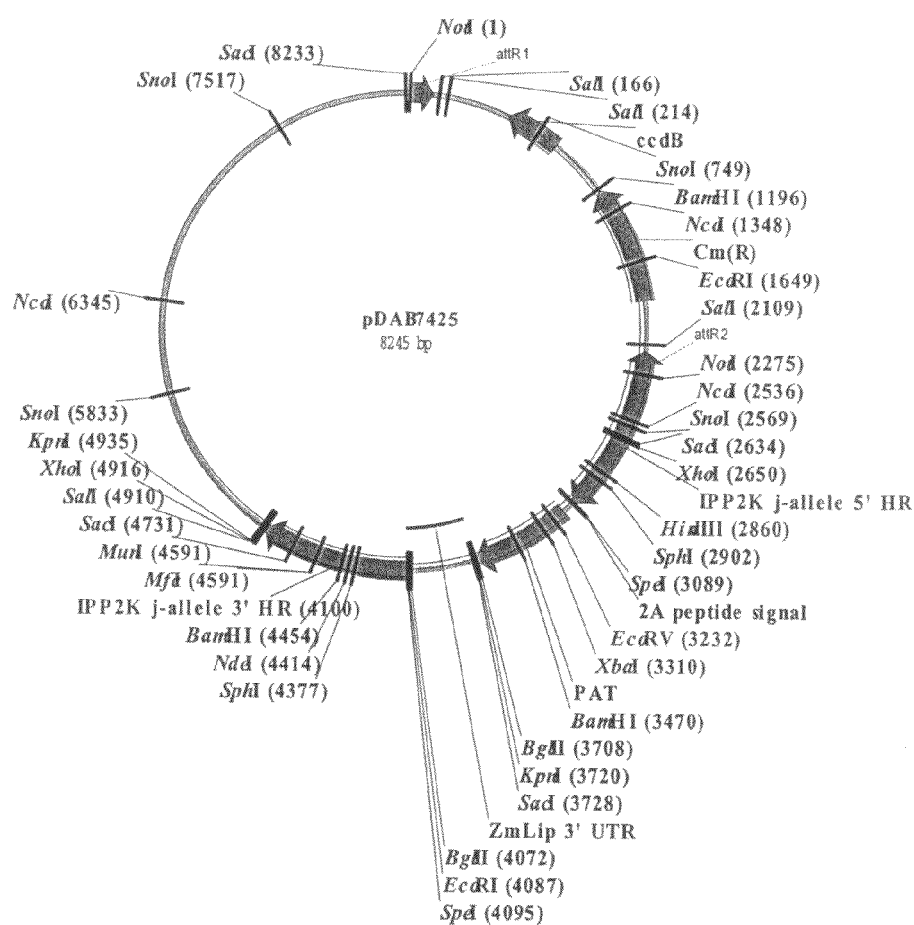 NotI (1)
SacI (8233)
attR1
SnoI (7517)
SalI (166)
SalI (214)
ccdB
SnoI (749)
BamHI (1196)
NcoI (1348)
Cm(R)
EcoRI (1649)
SalI (2109)
attR2
NotI (2275)
NcoI (2536)
SnoI (2569)
SacI (2634)
XhoI (2650)
IPP2K j-allele 5' HR
HindIII (2860)
SphI (2902)
SpeI (3089)
2A peptide signal
EcoRV (3232)
XbaI (3310)
PAT
BamHI (3470)
BglII (3708)
KpnI (3720)
SacI (3728)
ZmLip 3' UTR
BglII (4072)
EcoRI (4087)
SpeI (4095)
pDAB7425
8245 bp
NcoI (6345)
SnoI (5833)
KpnI (4935)
XhoI (4916)
SalI (4910)
SacI (4731)
MunI (4591)
MfeI (4591)
IPP2K j-allele 3' HR (4100)
BamHI (4454)
NdeI (4414)
SphI (4377)